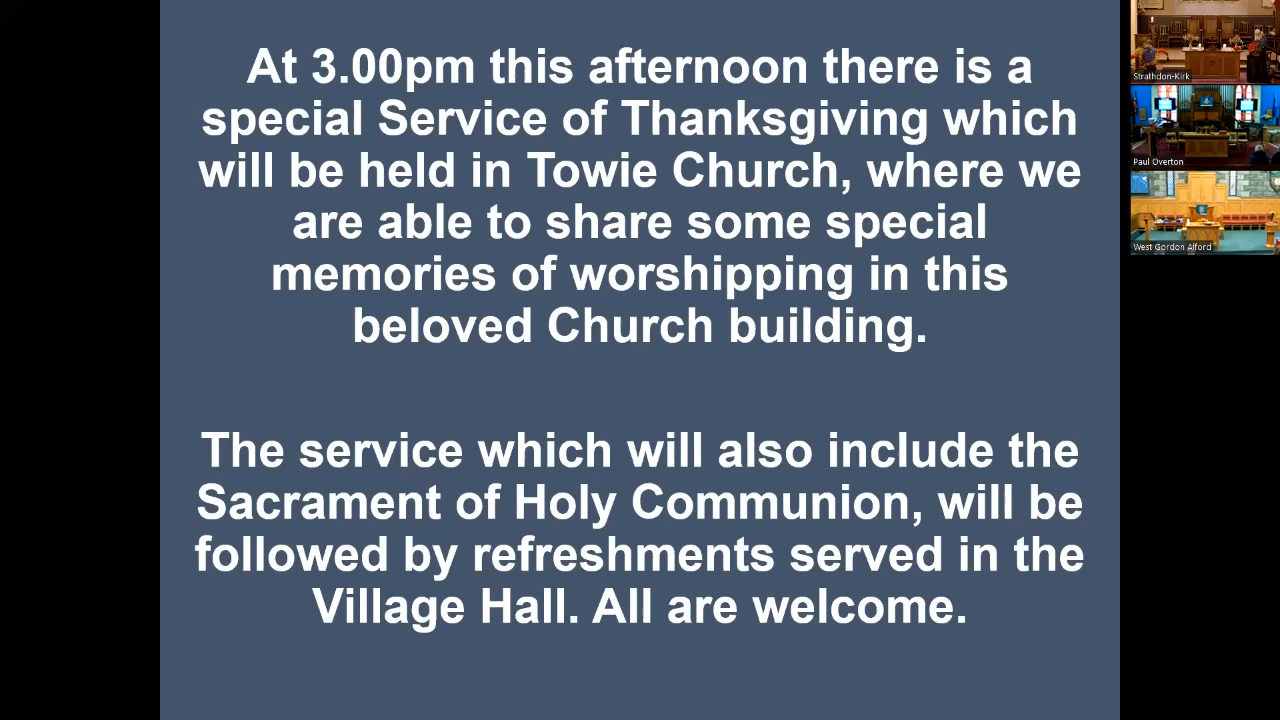 At 3.00pm this afternoon there is a
special Service of Thanksgiving which
will be held in Towie Church, where we
are able to share some special
memories of worshipping in this
beloved Church building.
The service which will also include the
Sacrament of Holy Communion, will be
followed by refreshments served in the
Village Hall. All are welcome.
Strathdon-Kirk
Paul Overton
West Gordon Alford